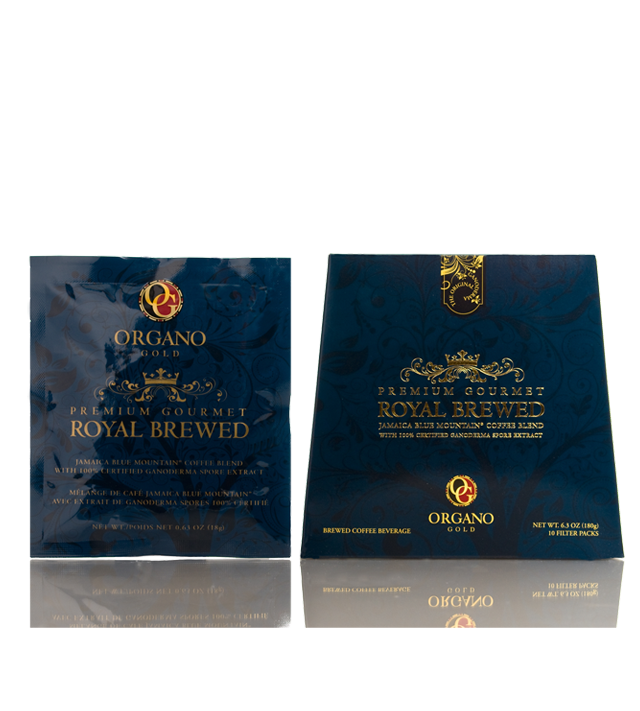 OG
ORGANO
GOLD
PREMIUM GOURMET
ROYAL BREWED
JAMAICA BLUE MOUNTAIN® COFFEE BLEND
WITH 100% CERTIFIED GANODERMA SPORE EXTRACT
MÉLANGE DE CAFÉ JAMAICA BLUE MOUNTAIN®
AVEC EXTRAIT DE GANODERMA SPORES 100% CERTIFIÉ
NET WT./POIDS NET 0.63 OZ (18g)
THE ORIGINAL
PREMIUM GOURMET
ROYAL BREWED
JAMAICA BLUE MOUNTAIN® COFFEE BLEND
WITH 100% CERTIFIED GANODERMA SPORE EXTRACT
OG
ORGANO
GOLD
BREWED COFFEE BEVERAGE
NET WT. 6.3 OZ (180g)
10 FILTER PACKS